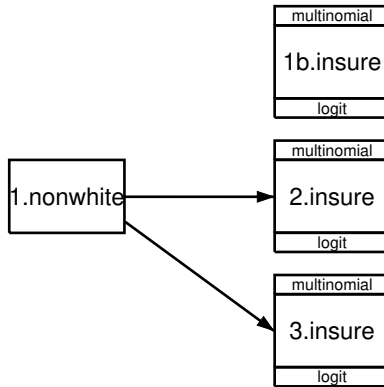 multinomial
1b.insure
logit
multinomial
1.nonwhite
2.insure
logit
multinomial
3.insure
logit